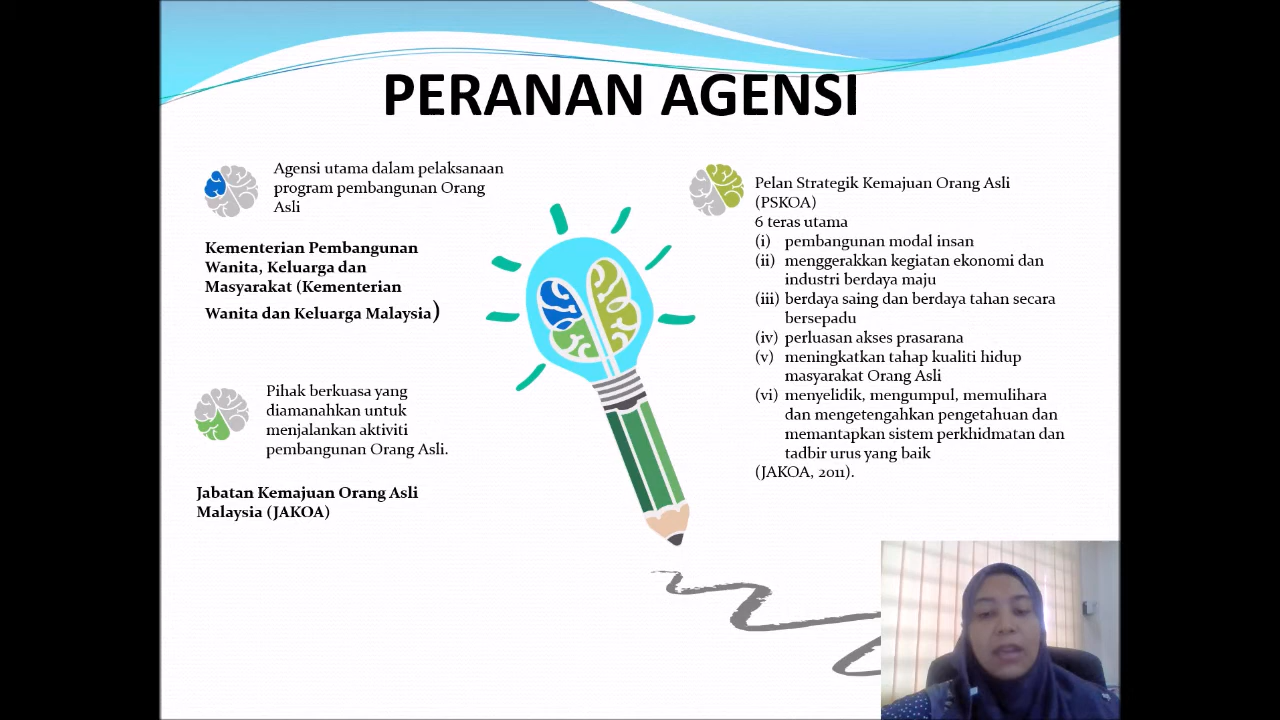 PERANAN AGENSI
Agensi utama dalam pelaksanaan
program pembangunan Orang
Asli
Kementerian Pembangunan
Wanita, Keluarga dan
Masyarakat (Kementerian
Wanita dan Keluarga Malaysia)
Pihak berkuasa yang
diamanahkan untuk
menjalankan aktiviti
pembangunan Orang Asli.
Jabatan Kemajuan Orang Asli
Malaysia (JAKOA)
Pelan Strategik Kemajuan Orang Asli
(PSKOA)
6 teras utama
(i) pembangunan modal insan
(ii) menggerakkan kegiatan ekonomi dan
industri berdaya maju
(iii) berdaya saing dan berdaya tahan secara
bersepadu
(iv) perluasan akses prasarana
(v) meningkatkan tahap kualiti hidup
masyarakat Orang Asli
(vi) menyelidik, mengumpul, memulihara
dan mengetengahkan pengetahuan dan
memantapkan sistem perkhidmatan dan
tadbir urus yang baik
(JAKOA, 2011).